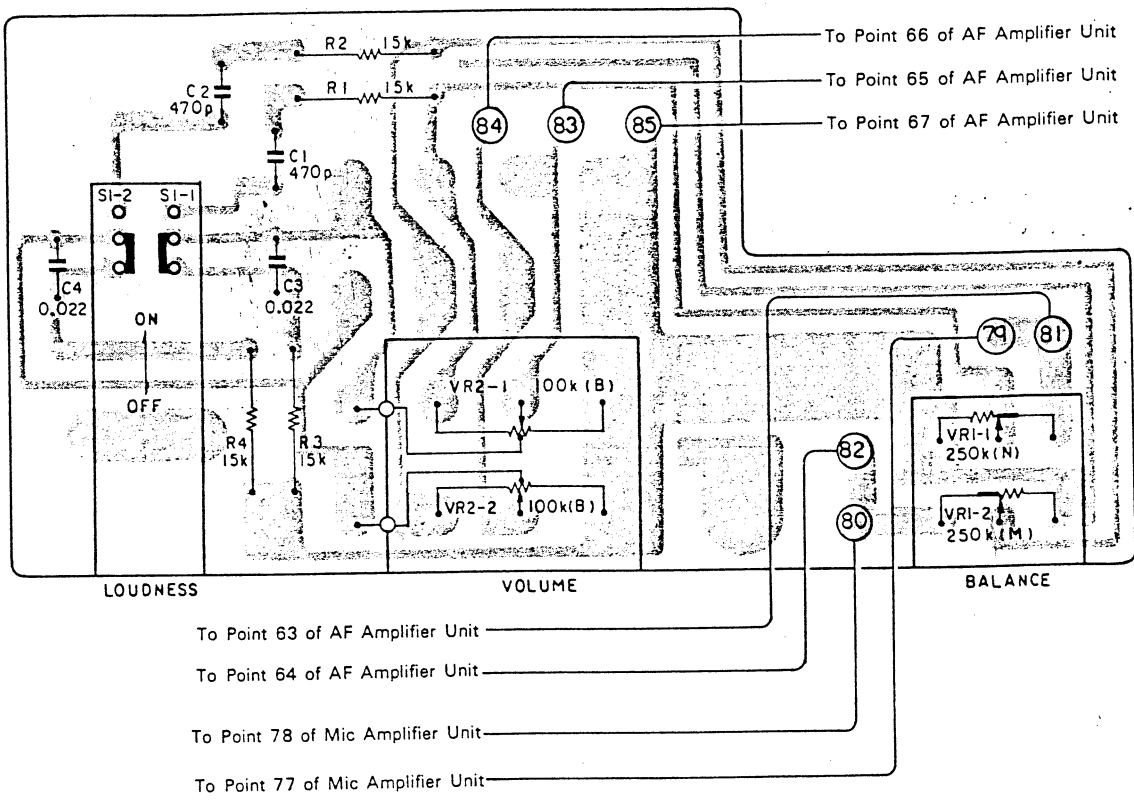 To Point 66 of AF Amplifier Unit
To Point 65 of AF Amplifier Unit
To Point 67 of AF Amplifier Unit
R2 15k
R1 15k
C2
470p
84
83
85
C1
470p
S1-2 S1-1
C4
0.022
C3
0.022
ON
OFF
R4
15k
R3
15k
VR2-1 100k (B)
VR2-2 100k(B)
79
81
82
80
VR1-1
250k(N)
VR1-2
250k(M)
LOUDNESS
VOLUME
BALANCE
To Point 63 of AF Amplifier Unit
To Point 64 of AF Amplifier Unit
To Point 78 of Mic Amplifier Unit
To Point 77 of Mic Amplifier Unit